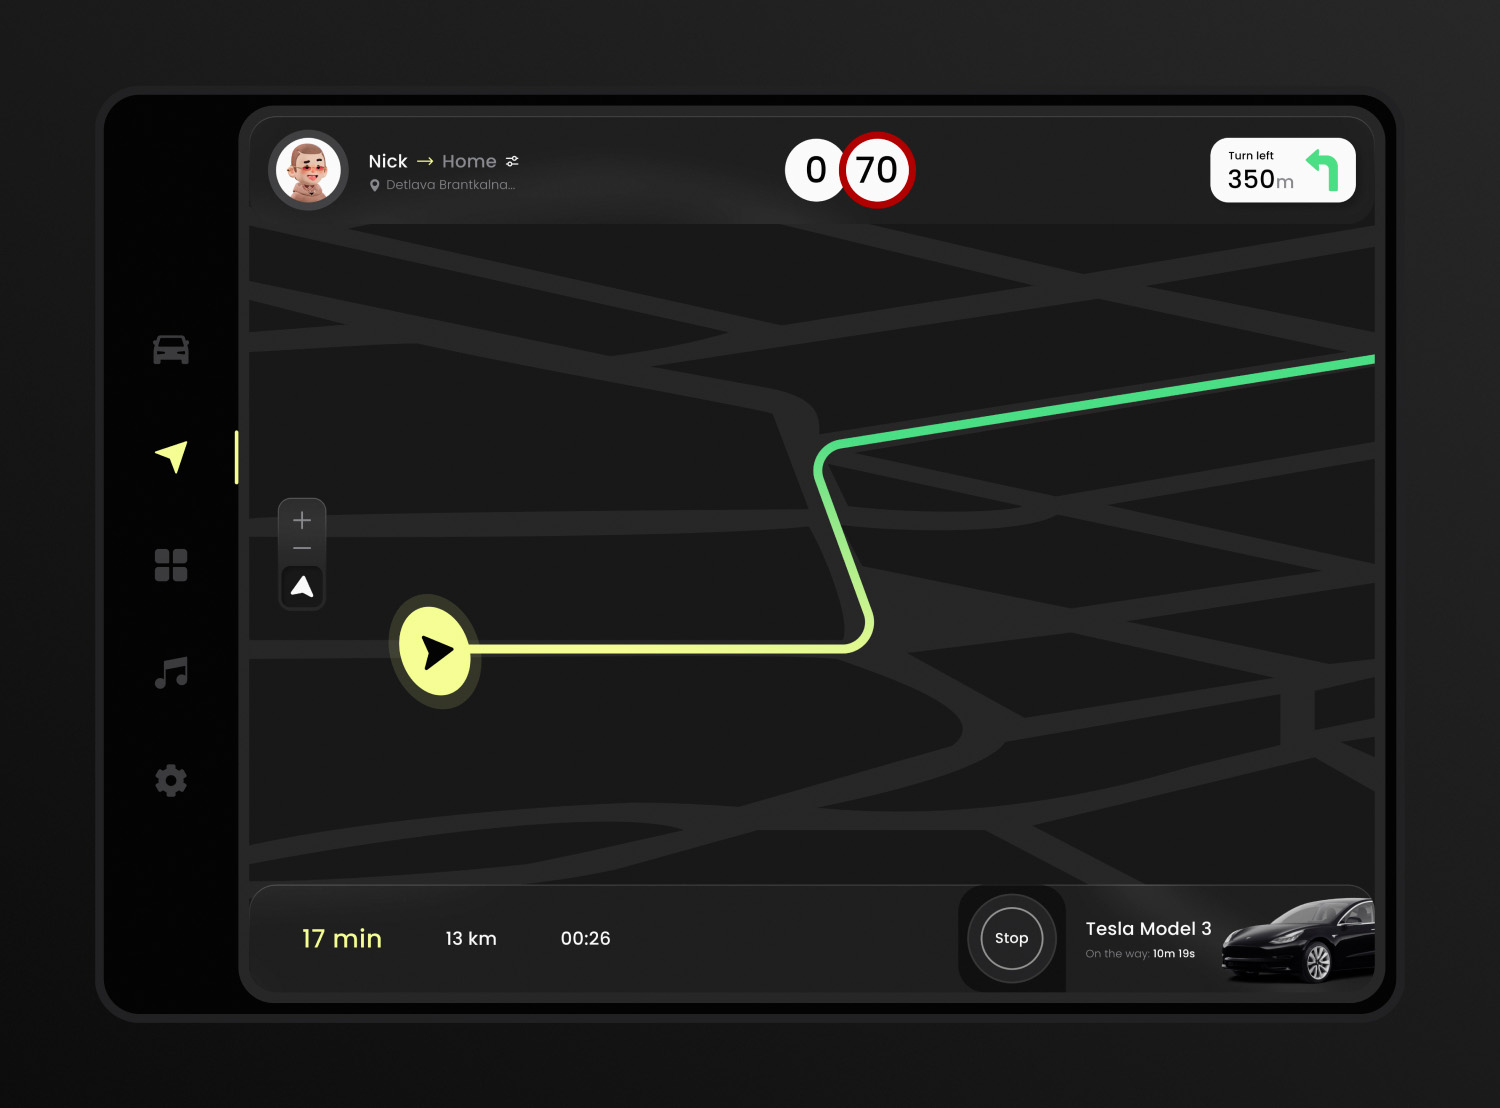 Nick → Home
Detlava Brantkalna...
0 70
Turn left
350m
17 min 13 km 00:26
Stop
Tesla Model 3
On the way: 10m 19s